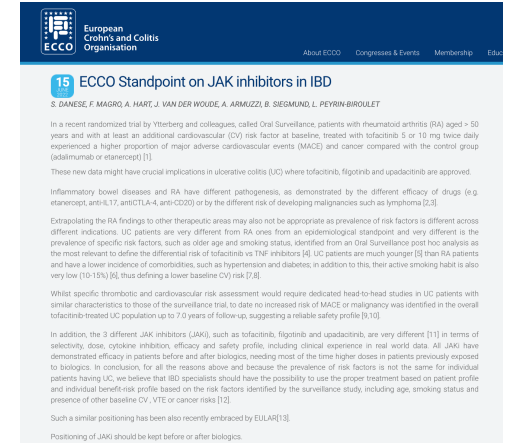 ECCO
European
Crohn's and Colitis
Organisation
About ECCO Congresses & Events Membership Educ
15
JUNE
ECCO Standpoint on JAK inhibitors in IBD
S. DANESE, F. MAGRO, A. HART, J. VAN DER WOUDE, A. ARMUZZI, B. SIEGMUND, L. PEYRIN-BIROULET
In a recent randomized trial by Ytterberg and colleagues, called Oral Surveillance, patients with rheumatoid arthritis (RA) aged > 50
years and with at least an additional cardiovascular (CV) risk factor at baseline, treated with tofacitinib 5 or 10 mg twice daily
experienced a higher proportion of major adverse cardiovascular events (MACE) and cancer compared with the control group
(adalimumab or etanercept) [1].
These new data might have crucial implications in ulcerative colitis (UC) where tofacitinib, filgotinib and upadacitinib are approved.
Inflammatory bowel diseases and RA have different pathogenesis, as demonstrated by the different efficacy of drugs (e.g.
etanercept, anti-IL17, antiCTLA-4, anti-CD20) or by the different risk of developing malignancies such as lymphoma [2,3].
Extrapolating the RA findings to other therapeutic areas may also not be appropriate as prevalence of risk factors is different across
different indications. UC patients are very different from RA ones from an epidemiological standpoint and very different is the
prevalence of specific risk factors, such as older age and smoking status, identified from an Oral Surveillance post hoc analysis as
the most relevant to define the differential risk of tofacitinib vs TNF inhibitors [4]. UC patients are much younger [5] than RA patients
and have a lower incidence of comorbidities, such as hypertension and diabetes; in addition to this, their active smoking habit is also
very low (10-15%) [6], thus defining a lower baseline CV) risk [7,8].
Whilst specific thrombotic and cardiovascular risk assessment would require dedicated head-to-head studies in UC patients with
similar characteristics to those of the surveillance trial, to date no increased risk of MACE or malignancy was identified in the overall
tofacitinib-treated UC population up to 7.0 years of follow-up, suggesting a reliable safety profile [9,10].
In addition, the 3 different JAK inhibitors (JAKi), such as tofacitinib, filgotinib and upadacitinib, are very different [11] in terms of
selectivity, dose, cytokine inhibition, efficacy and safety profile, including clinical experience in real world data. All JAKi have
demonstrated efficacy in patients before and after biologics, needing most of the time higher doses in patients previously exposed
to biologics. In conclusion, for all the reasons above and because the prevalence of risk factors is not the same for individual
patients having UC, we believe that IBD specialists should have the possibility to use the proper treatment based on patient profile
and individual benefit-risk profile based on the risk factors identified by the surveillance study, including age, smoking status and
presence of other baseline CV , VTE or cancer risks [12].
Such a similar positioning has been also recently embraced by EULAR[13].
Positioning of JAKi should be kept before or after biologics.